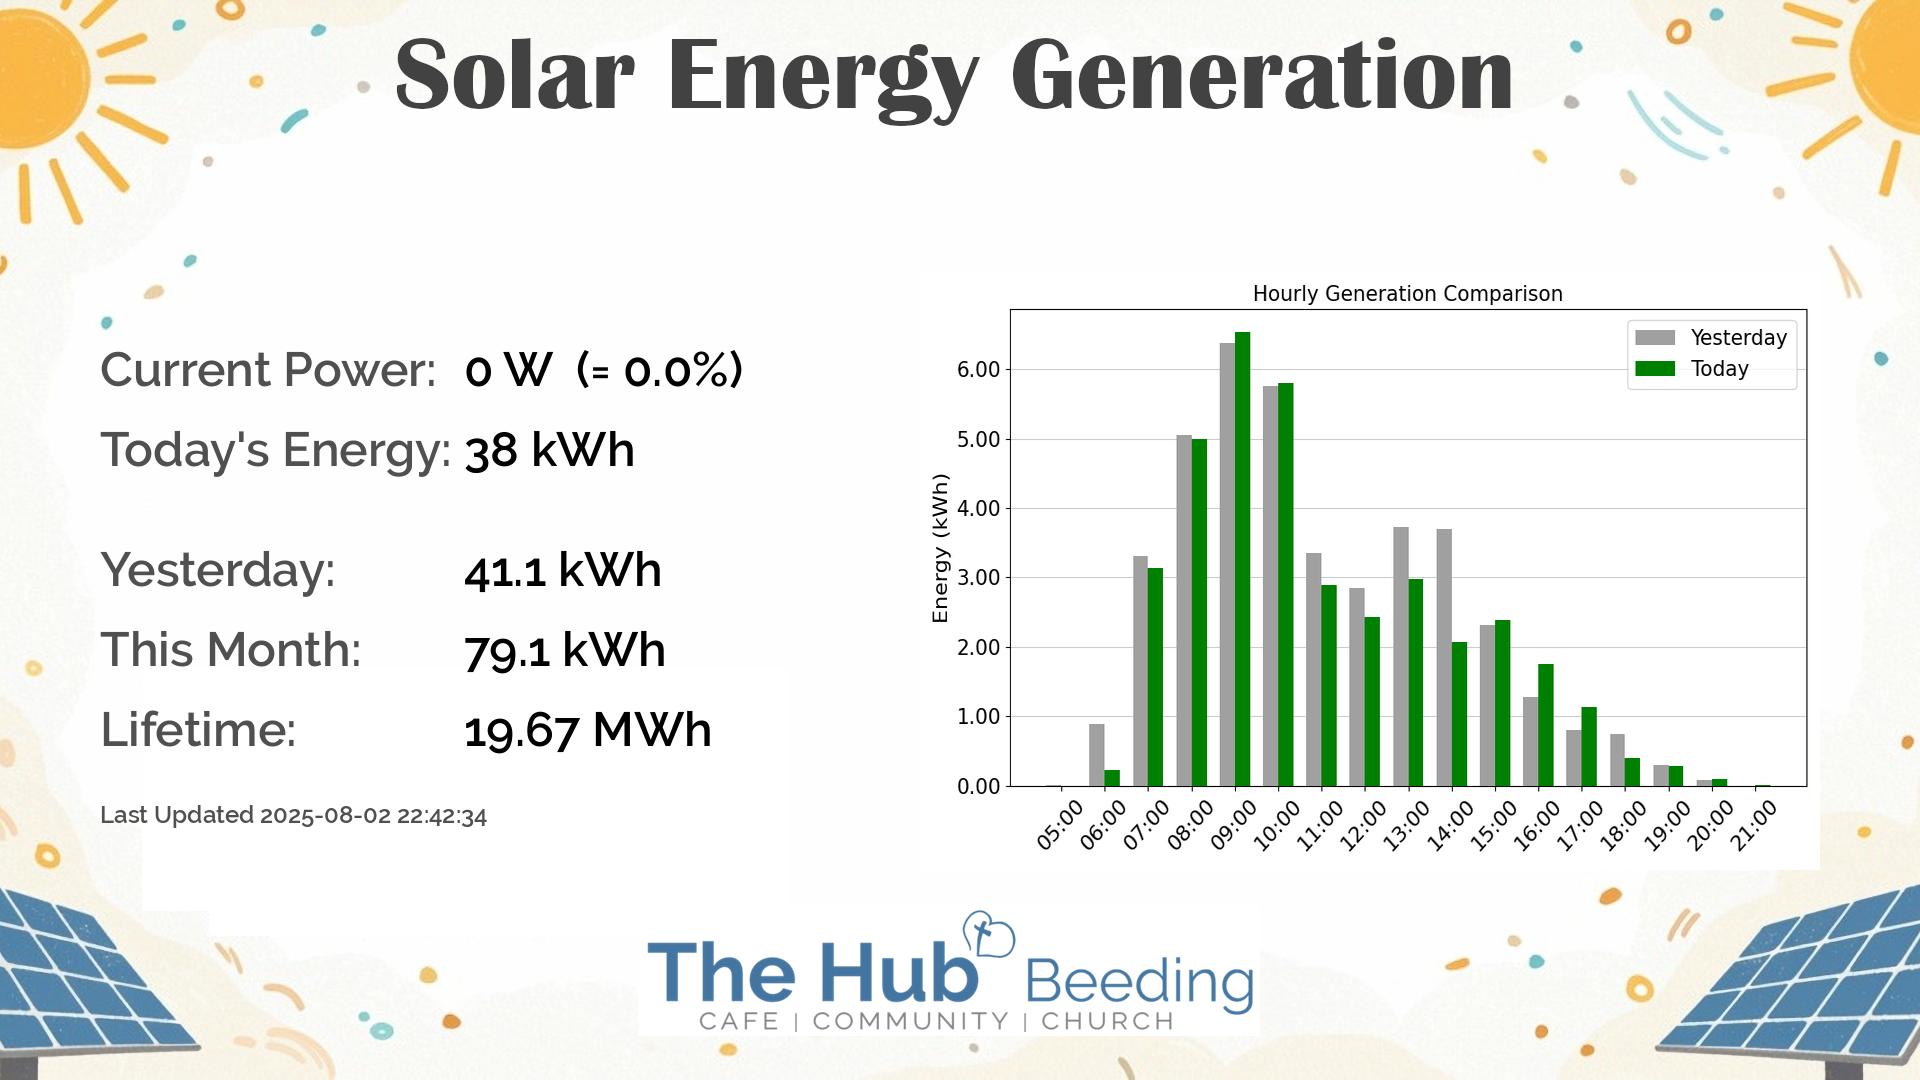 Solar Energy Generation
Current Power: 0 W (= 0.0%)
Today's Energy: 38 kWh
Yesterday: 41.1 kWh
This Month: 79.1 kWh
Lifetime: 19.67 MWh
Last Updated 2025-08-02 22:42:34
Hourly Generation Comparison
Yesterday
Today
Energy (kWh)
6.00
5.00
4.00
3.00
2.00
1.00
0.00
05:00 06:00 07:00 08:00 09:00 10:00 11:00 12:00 13:00 14:00 15:00 16:00 17:00 18:00 19:00 20:00 21:00
The Hub Beeding
CAFE | COMMUNITY | CHURCH